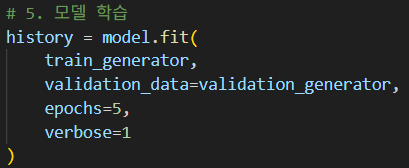 # 5. 모델 학습
history = model.fit(
    train_generator,
    validation_data=validation_generator,
    epochs=5,
    verbose=1
)